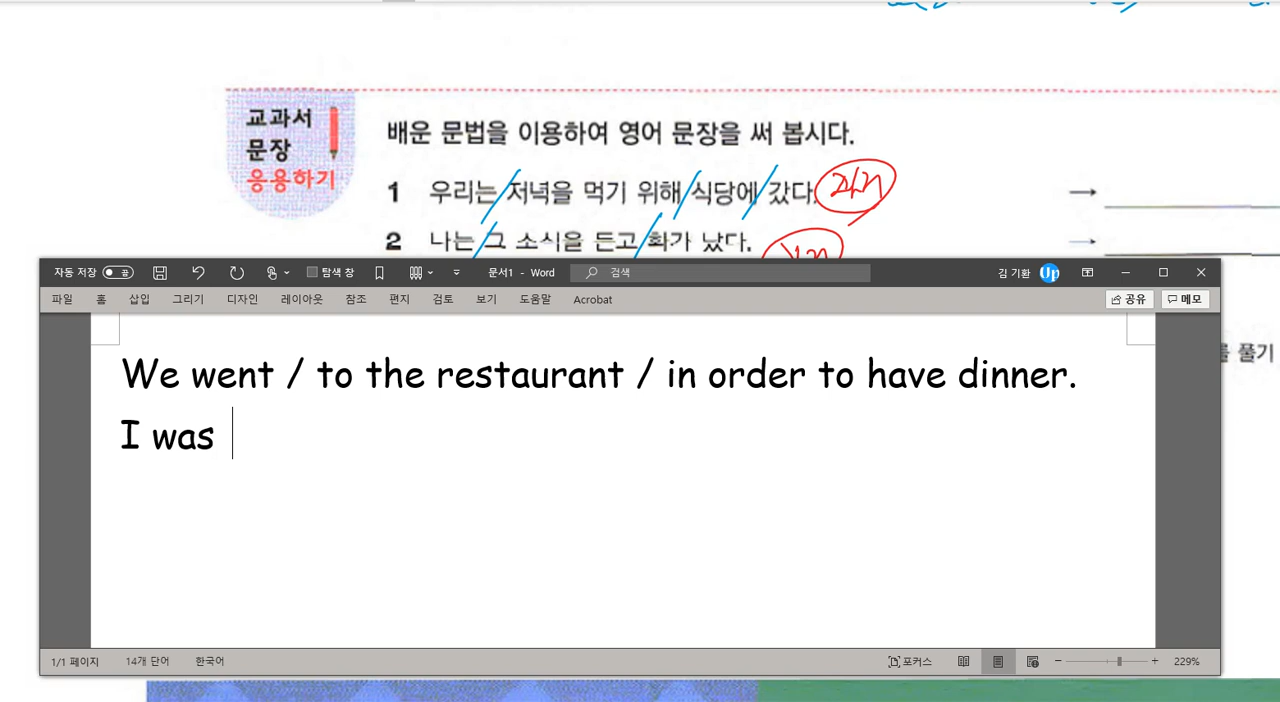 교과서
문장
응용하기
배운 문법을 이용하여 영어 문장을 써 봅시다.
1 우리는 / 저녁을 먹기 위해 / 식당에 / 갔다. 과거 →
2 나는 / 그 소식을 듣고 / 화가 났다. →
자동 저장 탐색 창 문서1 - Word 검색 김 기환 Up
파일 홈 삽입 그리기 디자인 레이아웃 참조 편지 검토 보기 도움말 Acrobat 공유 메모
We went / to the restaurant / in order to have dinner.
풀기
I was
1/1 페이지 14개 단어 한국어 포커스 - + 229%